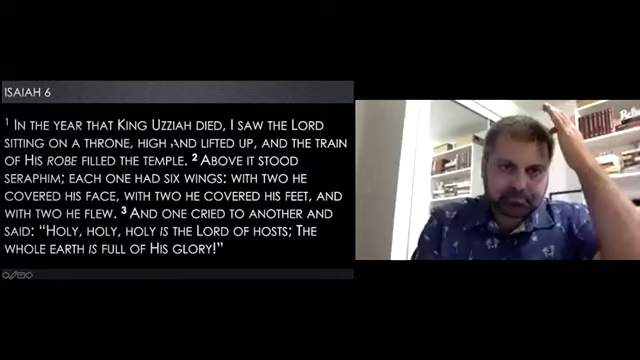 ISAIAH 6
1 IN THE YEAR THAT KING UZZIAH DIED, I SAW THE LORD
SITTING ON A THRONE, HIGH AND LIFTED UP, AND THE TRAIN
OF HIS ROBE FILLED THE TEMPLE. 2 ABOVE IT STOOD
SERAPHIM; EACH ONE HAD SIX WINGS: WITH TWO HE
COVERED HIS FACE, WITH TWO HE COVERED HIS FEET, AND
WITH TWO HE FLEW. 3 AND ONE CRIED TO ANOTHER AND
SAID: “HOLY, HOLY, HOLY IS THE LORD OF HOSTS; THE
WHOLE EARTH IS FULL OF HIS GLORY!”